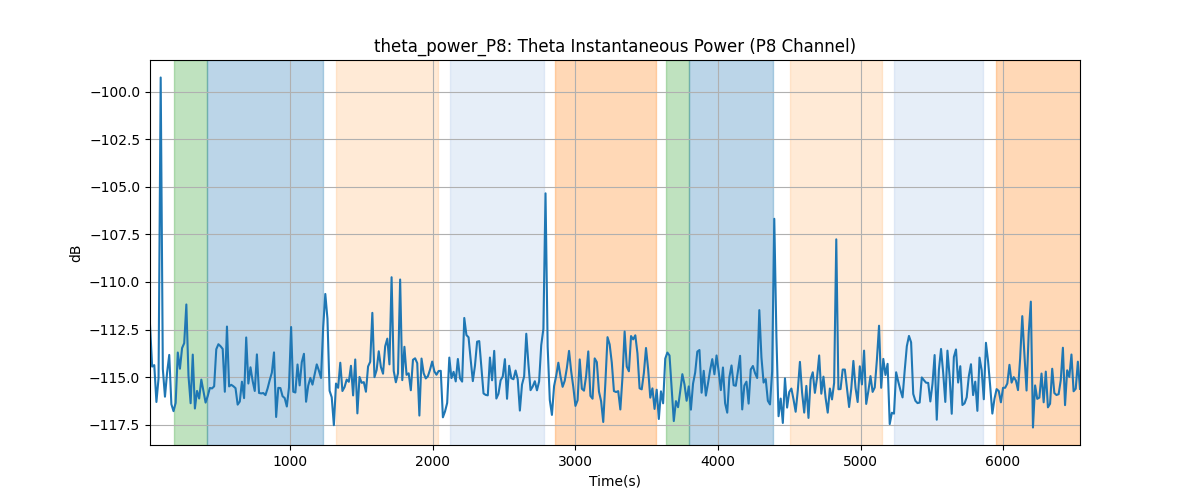 theta_power_P8: Theta Instantaneous Power (P8 Channel)
−100.0
−102.5
−105.0
−107.5
−110.0
−112.5
−115.0
−117.5
dB
1000 2000 3000 4000 5000 6000
Time(s)